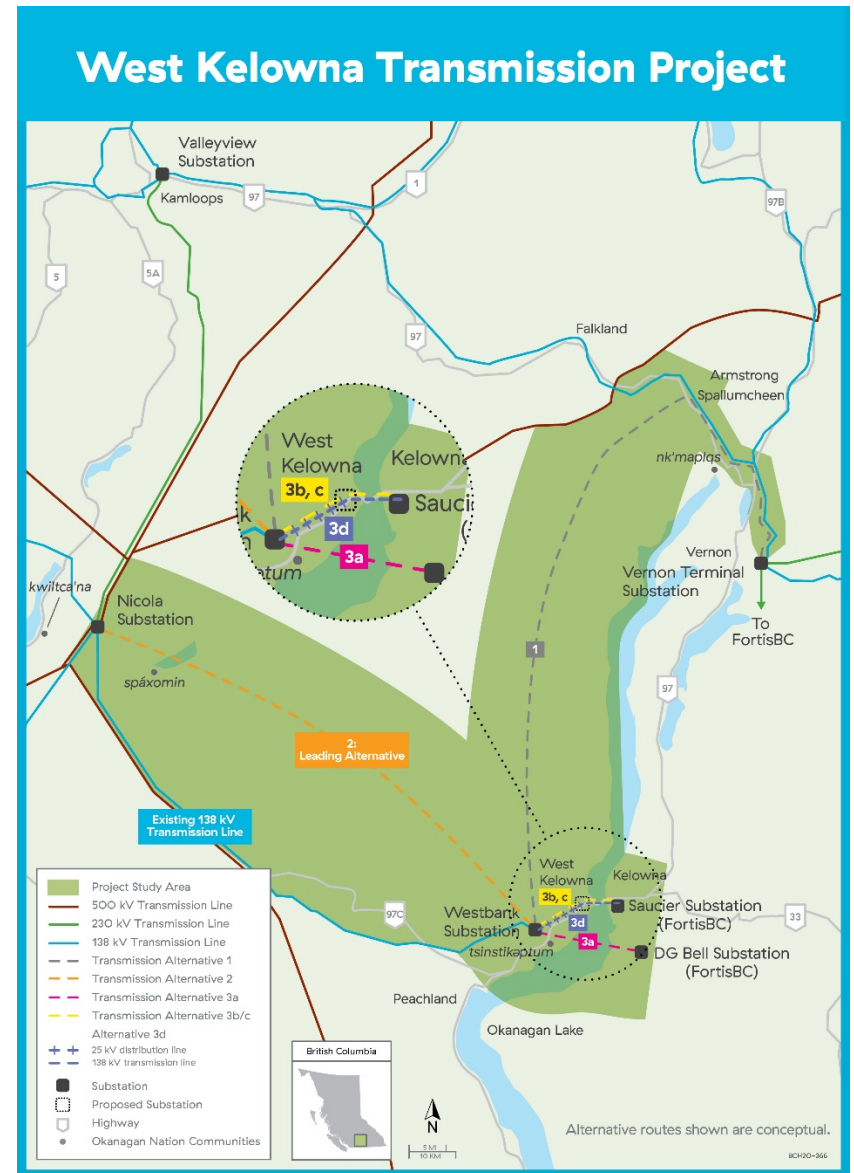 West Kelowna Transmission Project
Valleyview
Substation
Kamloops
97
1
97B
5
5A
97
Falkland
Armstrong
Spallumcheen
nk'maplqs
West
Kelowna
Kelown
3b, c
Sauci
3d
3a
tum
kwiltca'na
Nicola
Substation
spáxomin
Vernon
Vernon Terminal
Substation
To
FortisBC
1
97
2:
Leading Alternative
Existing 138 kV
Transmission Line
West
Kelowna
Kelowna
3b, c
Saucier Substation
(FortisBC)
33
97C
Westbank
Substation
3d
tsinstikəptum
3a
DG Bell Substation
(FortisBC)
Peachland
Okanagan Lake
Project Study Area
500 kV Transmission Line
230 kV Transmission Line
138 kV Transmission Line
Transmission Alternative 1
Transmission Alternative 2
Transmission Alternative 3a
Transmission Alternative 3b/c
Alternative 3d
25 kV distribution line
138 kV transmission line
Substation
Proposed Substation
Highway
Okanagan Nation Communities
British Columbia
N
5 M
10 KM
Alternative routes shown are conceptual.
BCH20-366